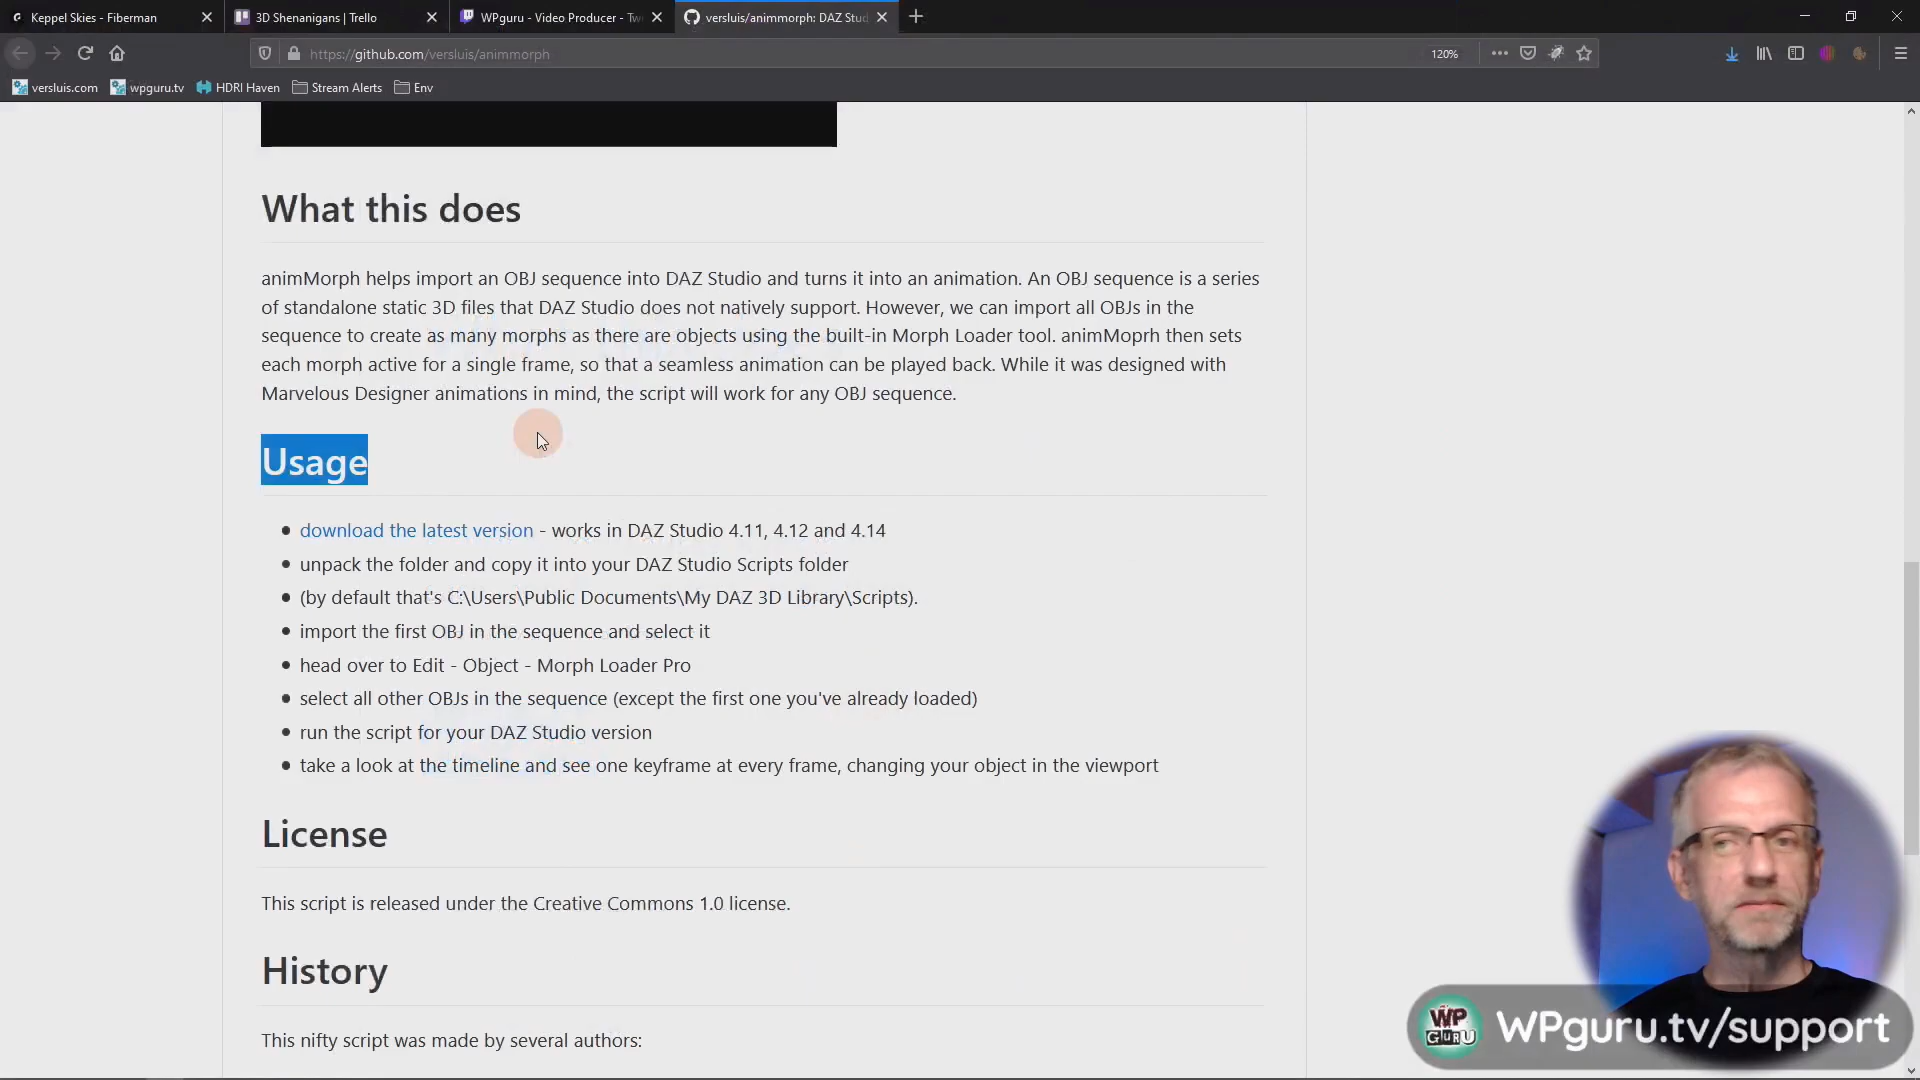 Keppel Skies - Fiberman
3D Shenanigans | Trello
WPguru - Video Producer - Tw
versluis/animmorph: DAZ Stud
https://github.com/versluis/animmorph
120%
versluis.com
wpguru.tv
HDRI Haven
Stream Alerts
Env
What this does
animMorph helps import an OBJ sequence into DAZ Studio and turns it into an animation. An OBJ sequence is a series
of standalone static 3D files that DAZ Studio does not natively support. However, we can import all OBJs in the
sequence to create as many morphs as there are objects using the built-in Morph Loader tool. animMoprh then sets
each morph active for a single frame, so that a seamless animation can be played back. While it was designed with
Marvelous Designer animations in mind, the script will work for any OBJ sequence.
Usage
download the latest version - works in DAZ Studio 4.11, 4.12 and 4.14
unpack the folder and copy it into your DAZ Studio Scripts folder
(by default that's C:\Users\Public Documents\My DAZ 3D Library\Scripts).
import the first OBJ in the sequence and select it
head over to Edit - Object - Morph Loader Pro
select all other OBJs in the sequence (except the first one you've already loaded)
run the script for your DAZ Studio version
take a look at the timeline and see one keyframe at every frame, changing your object in the viewport
License
This script is released under the Creative Commons 1.0 license.
History
This nifty script was made by several authors:
WP
GURU
WPguru.tv/support